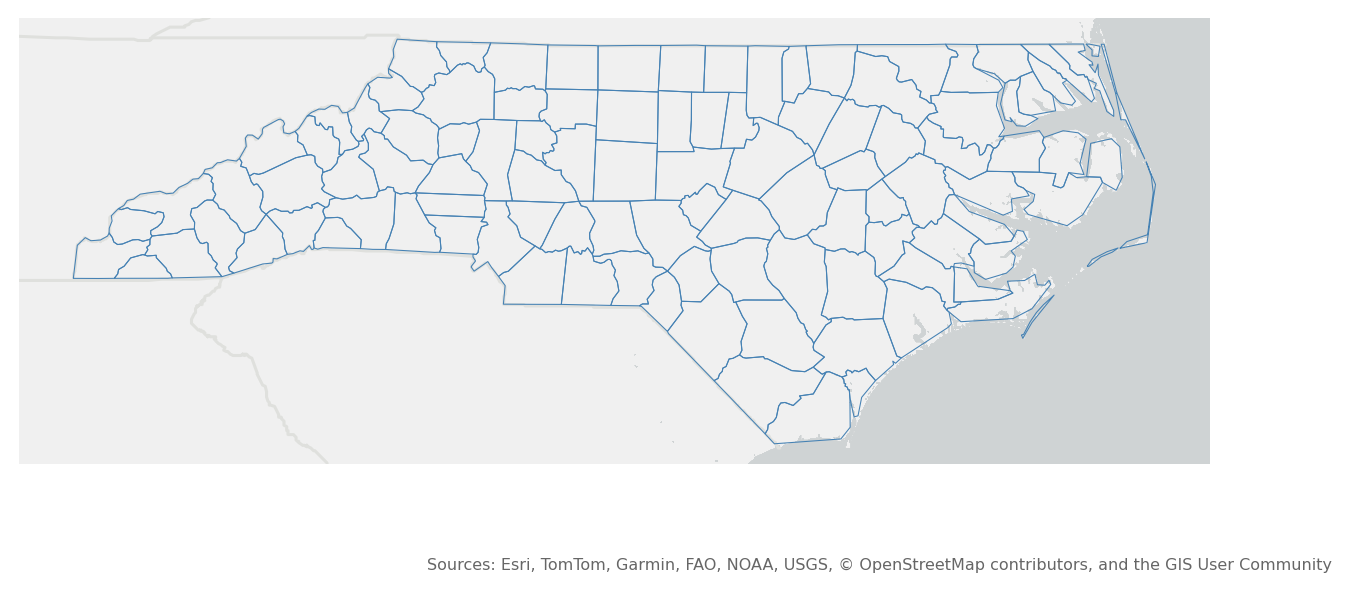 Sources: Esri, TomTom, Garmin, FAO, NOAA, USGS, © OpenStreetMap contributors, and the GIS User Community